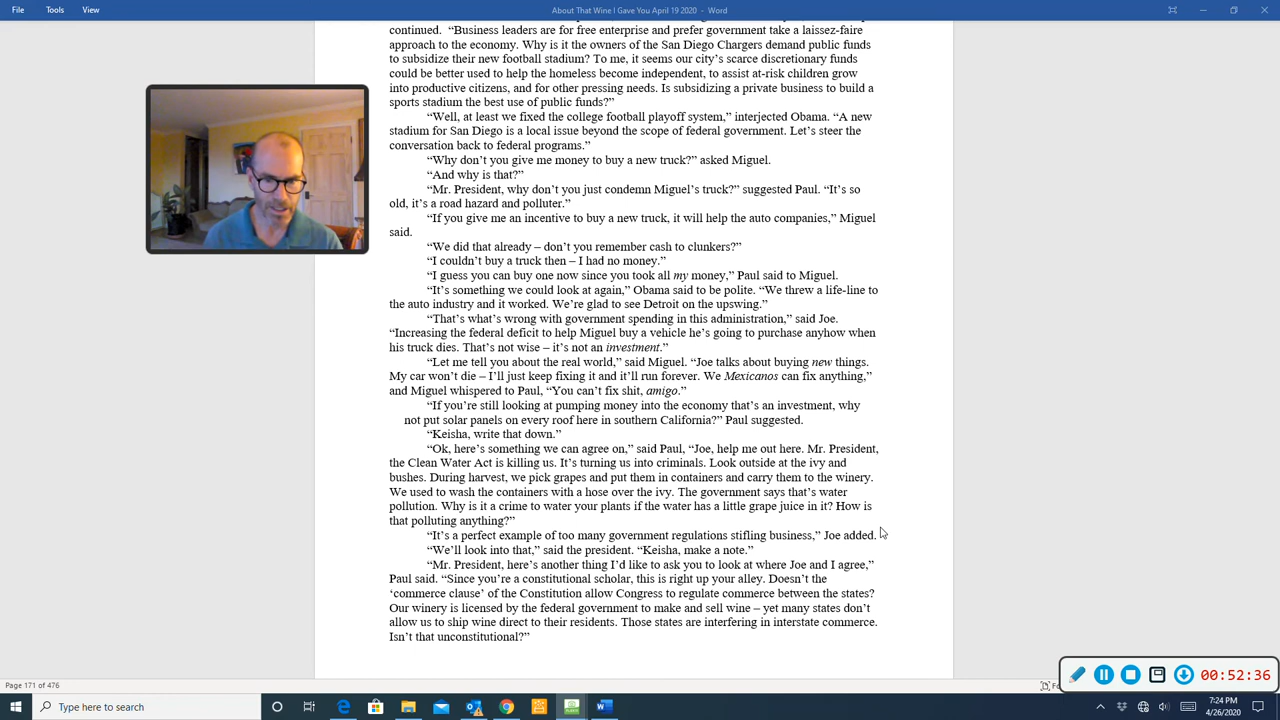 File
Tools
View
About That Wine I Gave You April 19 2020 - Word
continued. “Business leaders are for free enterprise and prefer government take a laissez-faire
approach to the economy. Why is it the owners of the San Diego Chargers demand public funds
to subsidize their new football stadium? To me, it seems our city’s scarce discretionary funds
could be better used to help the homeless become independent, to assist at-risk children grow
into productive citizens, and for other pressing needs. Is subsidizing a private business to build a
sports stadium the best use of public funds?”
“Well, at least we fixed the college football playoff system,” interjected Obama. “A new
stadium for San Diego is a local issue beyond the scope of federal government. Let’s steer the
conversation back to federal programs.”
“Why don’t you give me money to buy a new truck?” asked Miguel.
“And why is that?”
“Mr. President, why don’t you just condemn Miguel’s truck?” suggested Paul. “It’s so
old, it’s a road hazard and polluter.”
“If you give me an incentive to buy a new truck, it will help the auto companies,” Miguel
said.
“We did that already – don’t you remember cash to clunkers?”
“I couldn’t buy a truck then – I had no money.”
“I guess you can buy one now since you took all my money,” Paul said to Miguel.
“It’s something we could look at again,” Obama said to be polite. “We threw a life-line to
the auto industry and it worked. We’re glad to see Detroit on the upswing.”
“That’s what’s wrong with government spending in this administration,” said Joe.
“Increasing the federal deficit to help Miguel buy a vehicle he’s going to purchase anyhow when
his truck dies. That’s not wise – it’s not an investment.”
“Let me tell you about the real world,” said Miguel. “Joe talks about buying new things.
My car won’t die – I’ll just keep fixing it and it’ll run forever. We Mexicanos can fix anything,”
and Miguel whispered to Paul, “You can’t fix shit, amigo.”
“If you’re still looking at pumping money into the economy that’s an investment, why
not put solar panels on every roof here in southern California?” Paul suggested.
“Keisha, write that down.”
“Ok, here’s something we can agree on,” said Paul, “Joe, help me out here. Mr. President,
the Clean Water Act is killing us. It’s turning us into criminals. Look outside at the ivy and
bushes. During harvest, we pick grapes and put them in containers and carry them to the winery.
We used to wash the containers with a hose over the ivy. The government says that’s water
pollution. Why is it a crime to water your plants if the water has a little grape juice in it? How is
that polluting anything?”
“It’s a perfect example of too many government regulations stifling business,” Joe added.
“We’ll look into that,” said the president. “Keisha, make a note.”
“Mr. President, here’s another thing I’d like to ask you to look at where Joe and I agree,”
Paul said. “Since you’re a constitutional scholar, this is right up your alley. Doesn’t the
‘commerce clause’ of the Constitution allow Congress to regulate commerce between the states?
Our winery is licensed by the federal government to make and sell wine – yet many states don’t
allow us to ship wine direct to their residents. Those states are interfering in interstate commerce.
Isn’t that unconstitutional?”
Page 171 of 476
00:52:36
Type here to search
7:24 PM
4/26/2020